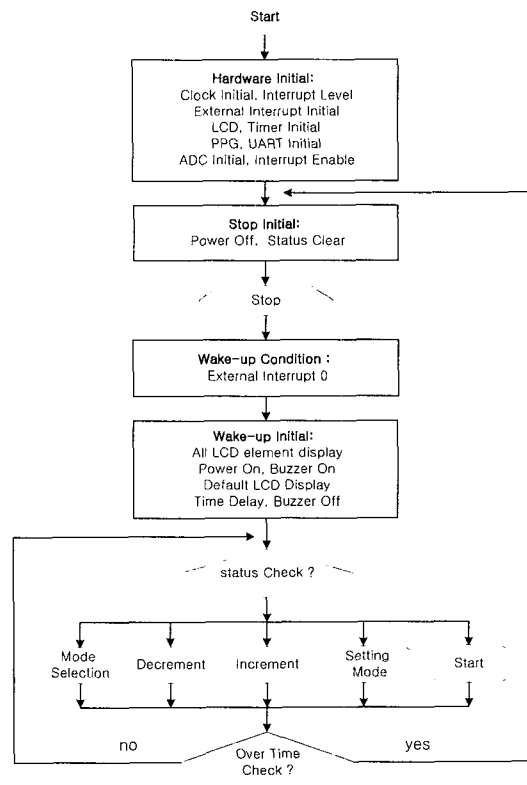 Start
Hardware Initial:
Clock Initial, Interrupt Level
External Interrupt Initial
LCD, Timer Initial
PPG, UART Initial
ADC Initial, Interrupt Enable
Stop Initial:
Power Off, Status Clear
Stop
Wake-up Condition :
External Interrupt 0
Wake-up Initial:
All LCD element display
Power On, Buzzer On
Default LCD Display
Time Delay, Buzzer Off
status Check ?
Mode
Selection
Decrement
Increment
Setting
Mode
Start
no
yes
Over Time
Check ?